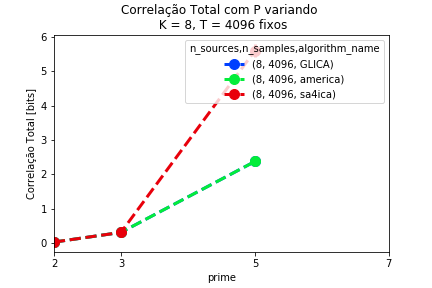 Correlação Total com P variando
K = 8, T = 4096 fixos
n_sources,n_samples,algorithm_name
(8, 4096, GLICA)
(8, 4096, america)
(8, 4096, sa4ica)
Correlação Total [bits]
6
5
4
3
2
1
0
2
3
5
7
prime